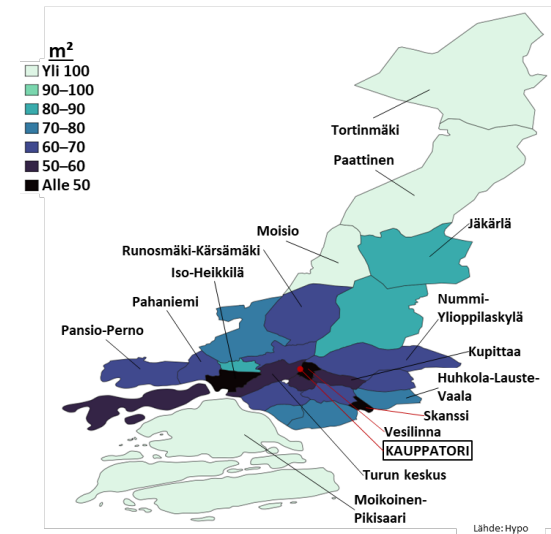 m²
Yli 100
90–100
80–90
70–80
60–70
50–60
Alle 50
Tortinmäki
Paattinen
Jäkärlä
Moisio
Runosmäki-Kärsämäki
Iso-Heikkilä
Nummi-
Ylioppilaskylä
Pahaniemi
Pansio-Perno
Kupittaa
Huhkola-Lauste-
Vaala
Skanssi
Vesilinna
KAUPPATORI
Turun keskus
Moikoinen-
Pikisaari
Lähde: Hypo